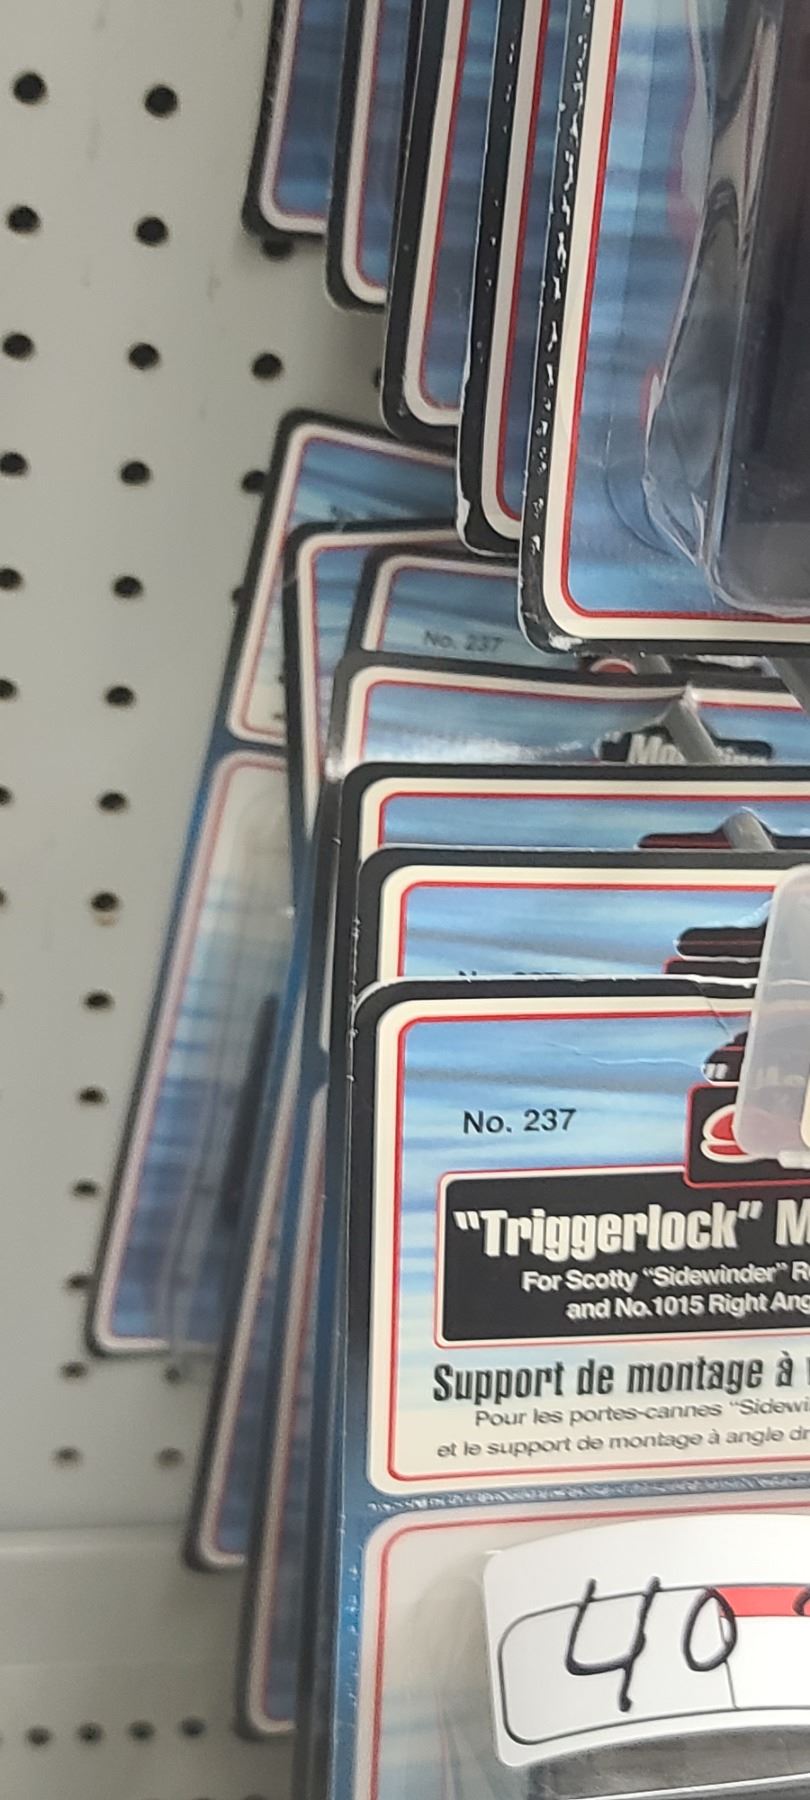 No. 237
No. 237
"Triggerlock" M
For Scotty "Sidewinder" R
and No.1015 Right Ang
Support de montage à
Pour les portes-cannes "Sidewi
et le support de montage à angle dr
40